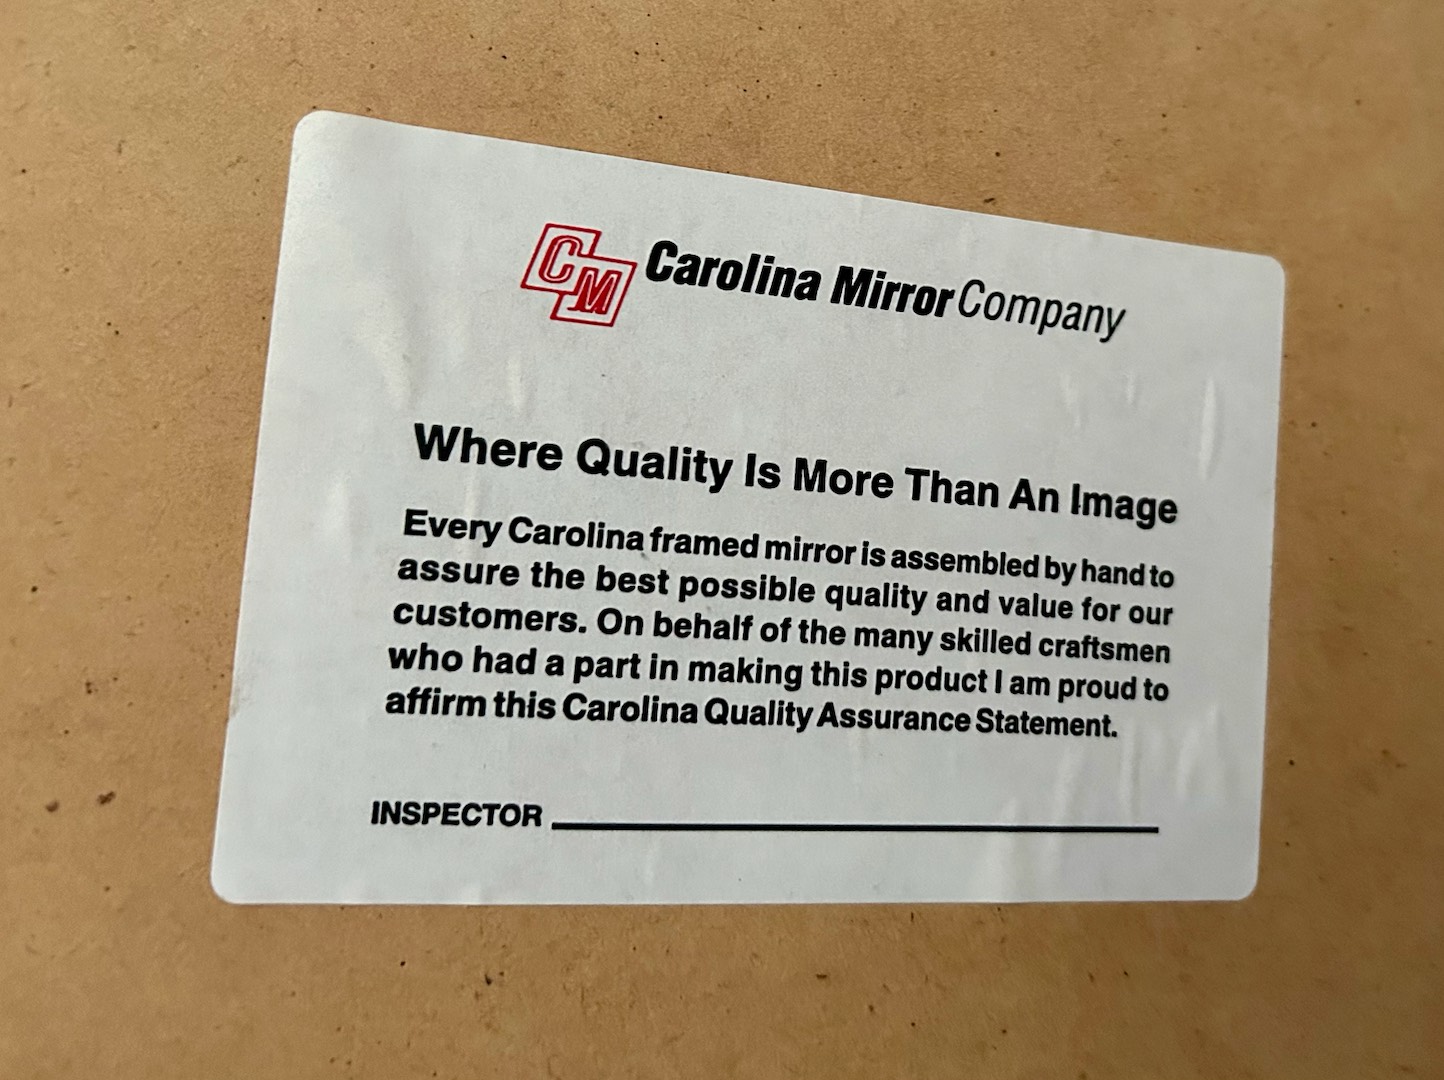 CM Carolina Mirror Company
Where Quality Is More Than An Image
Every Carolina framed mirror is assembled by hand to
assure the best possible quality and value for our
customers. On behalf of the many skilled craftsmen
who had a part in making this product I am proud to
affirm this Carolina Quality Assurance Statement.
INSPECTOR